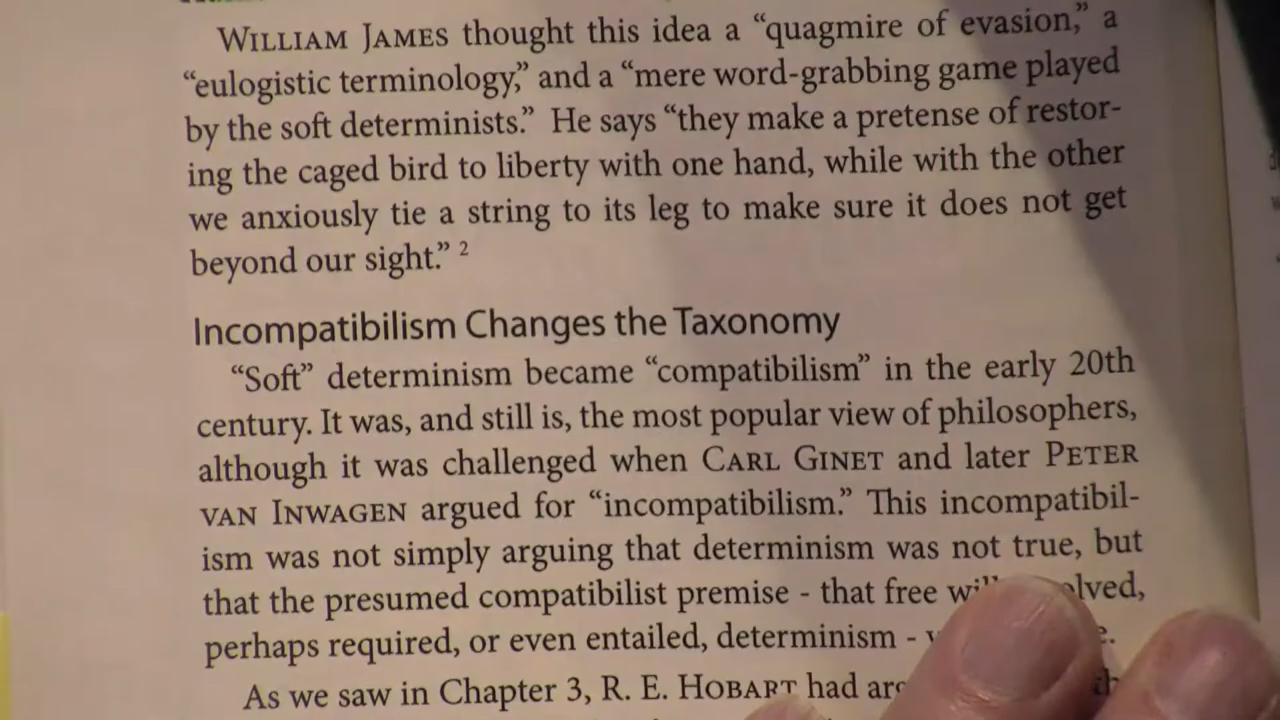 WILLIAM JAMES thought this idea a “quagmire of evasion,” a
“eulogistic terminology,” and a “mere word-grabbing game played
by the soft determinists.” He says “they make a pretense of restor-
ing the caged bird to liberty with one hand, while with the other
we anxiously tie a string to its leg to make sure it does not get
beyond our sight.” 2
Incompatibilism Changes the Taxonomy
“Soft” determinism became “compatibilism” in the early 20th
century. It was, and still is, the most popular view of philosophers,
although it was challenged when CARL GINET and later PETER
VAN INWAGEN argued for “incompatibilism.” This incompatibil-
ism was not simply arguing that determinism was not true, but
that the presumed compatibilist premise - that free
perhaps required, or even entailed, determinism -
As we saw in Chapter 3, R. E. HOBART had